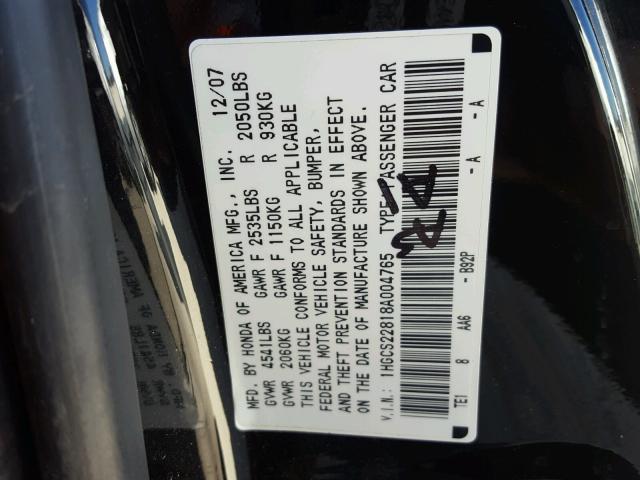 MFD. BY HONDA OF AMERICA MFG., INC. 12/07
GVWR 4541LBS GAWR F 2535LBS R 2050LBS
GVWR 2060KG GAWR F 1150KG R 930KG
THIS VEHICLE CONFORMS TO ALL APPLICABLE
FEDERAL MOTOR VEHICLE SAFETY, BUMPER,
AND THEFT PREVENTION STANDARDS IN EFFECT
ON THE DATE OF MANUFACTURE SHOWN ABOVE.
V.I.N.: 1HGCS22818A004765 TYPE: PASSENGER CAR
TE1 8 AA6 -B92P -A -A